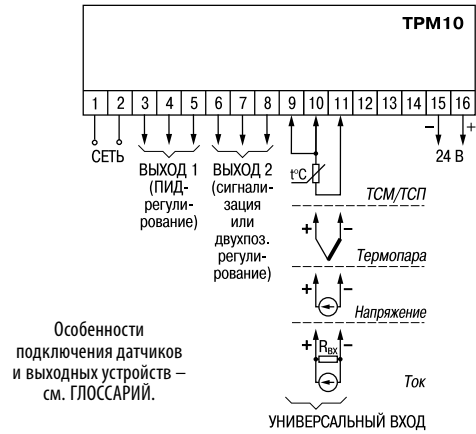 ТРМ10
1 2 3 4 5 6 7 8 9 10 11 12 13 14 15 16
СЕТЬ
ВЫХОД 1
(ПИД-
регули-
рование)
ВЫХОД 2
(сигнали-
зация
или
двухпоз.
регули-
рование)
t°C
– +
24 В
ТСМ/ТСП
+ –
Термопара
+ –
Напряжение
+ Rвх –
Ток
УНИВЕРСАЛЬНЫЙ ВХОД
Особенности
подключения датчиков
и выходных устройств –
см. ГЛОССАРИЙ.